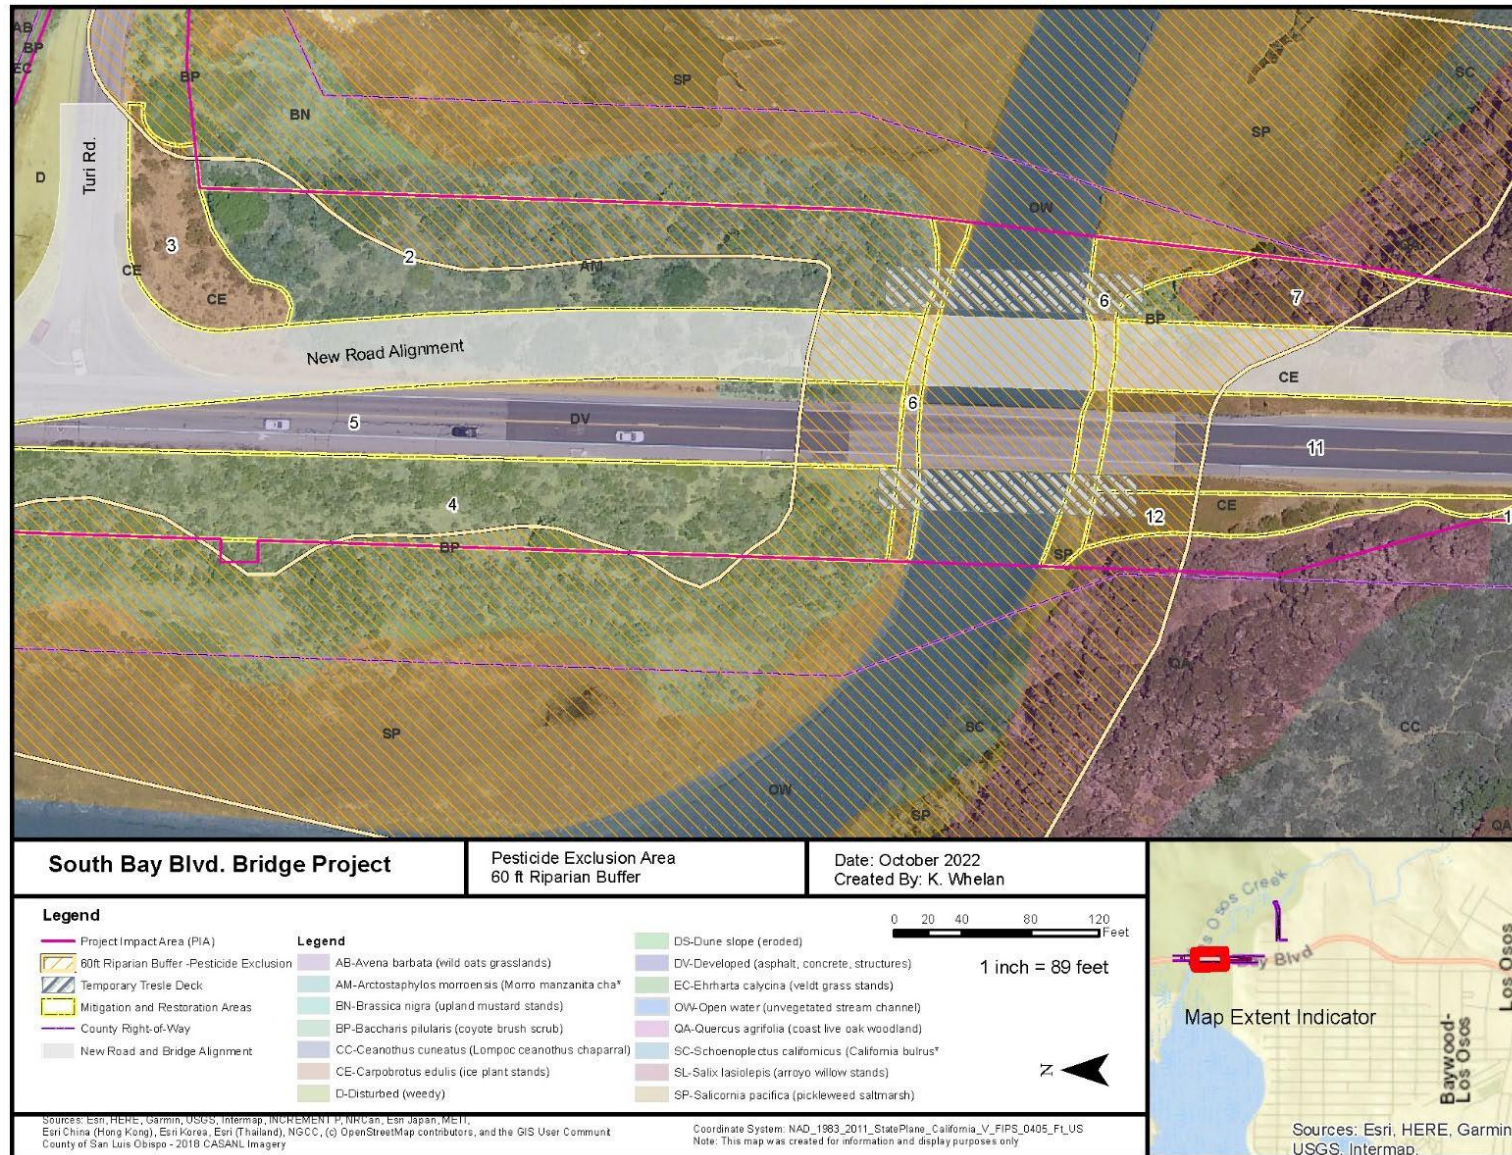 AB
BP
EC
BP
SP
SC
BN
SP
D
Turi Rd.
OW
3
2
CE
AM
CE
6
7
BP
New Road Alignment
CE
6
5
DV
11
4
CE
12
1
BP
SP
QA
SC
CC
SP
OW
SP
QA
South Bay Blvd. Bridge Project
Pesticide Exclusion Area
60 ft Riparian Buffer
Date: October 2022
Created By: K. Whelan
Legend
Project Impact Area (PIA)
60ft Riparian Buffer -Pesticide Exclusion
Temporary Tresle Deck
Mitigation and Restoration Areas
County Right-of-Way
New Road and Bridge Alignment
Legend
AB-Avena barbata (wild oats grasslands)
AM-Arctostaphylos morroensis (Morro manzanita cha*
BN-Brassica nigra (upland mustard stands)
BP-Baccharis pilularis (coyote brush scrub)
CC-Ceanothus cuneatus (Lompoc ceanothus chaparral)
CE-Carpobrotus edulis (ice plant stands)
D-Disturbed (weedy)
DS-Dune slope (eroded)
DV-Developed (asphalt, concrete, structures)
EC-Ehrharta calycina (veldt grass stands)
OW-Open water (unvegetated stream channel)
QA-Quercus agrifolia (coast live oak woodland)
SC-Schoenoplectus californicus (California bulrus*
SL-Salix lasiolepis (arroyo willow stands)
SP-Salicornia pacifica (pickleweed saltmarsh)
0 20 40 80 120
Feet
1 inch = 89 feet
N
Los Osos Creek
Bay Blvd
Map Extent Indicator
Baywood-
Los Osos
Los Osos
Sources: Esri, HERE, Garmin,
USGS, Intermap,
Sources: Esri, HERE, Garmin, USGS, Intermap, INCREMENT P, NRCan, Esri Japan, METI,
Esri China (Hong Kong), Esri Korea, Esri (Thailand), NGCC, (c) OpenStreetMap contributors, and the GIS User Communit
County of San Luis Obispo - 2018 CASANL Imagery
Coordinate System: NAD_1983_2011_StatePlane_California_V_FIPS_0405_Ft_US
Note: This map was created for information and display purposes only